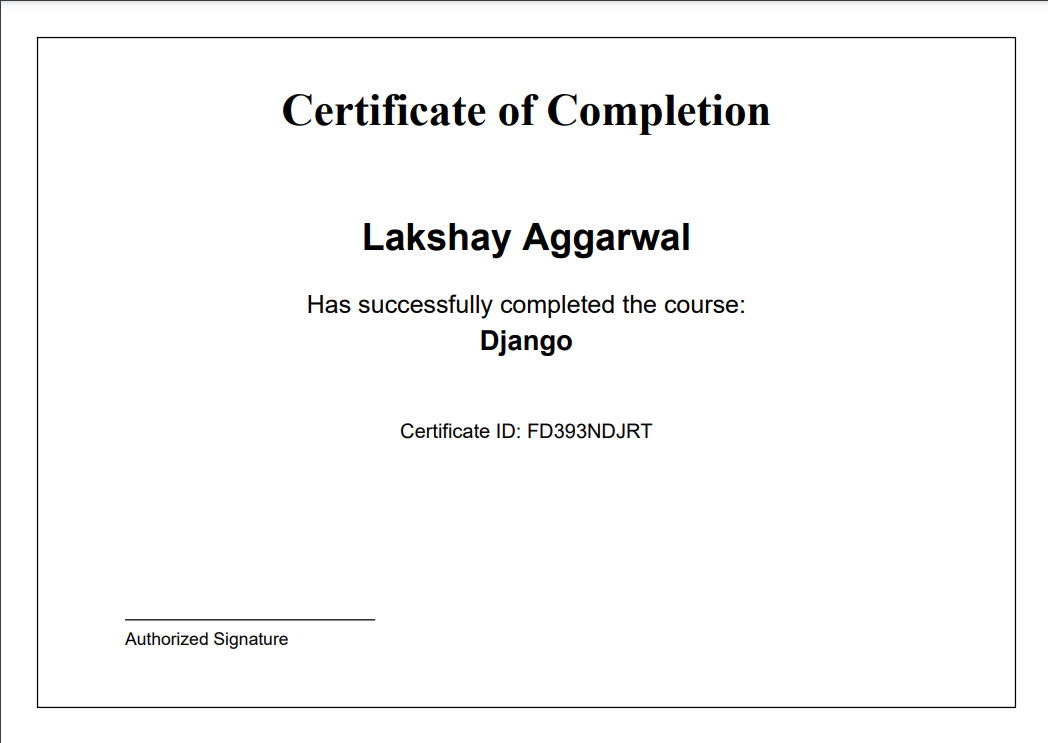 Certificate of Completion
Lakshay Aggarwal
Has successfully completed the course:
Django
Certificate ID: FD393NDJRT
Authorized Signature